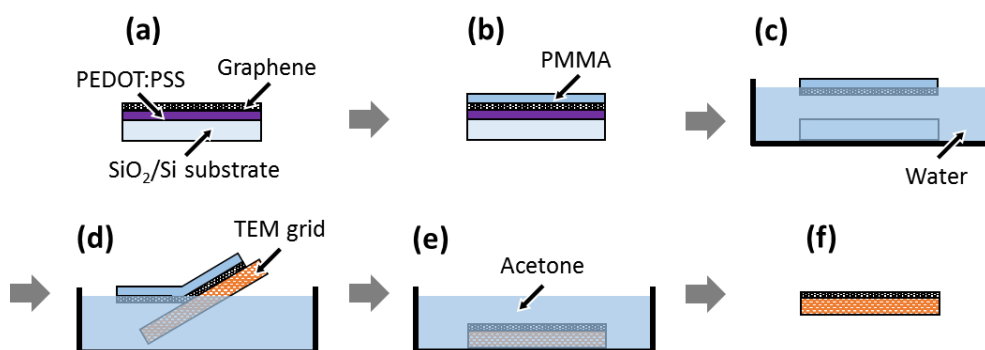 (a)
PEDOT:PSS
Graphene
SiO₂/Si substrate
(b)
PMMA
(c)
Water
(d)
TEM grid
(e)
Acetone
(f)